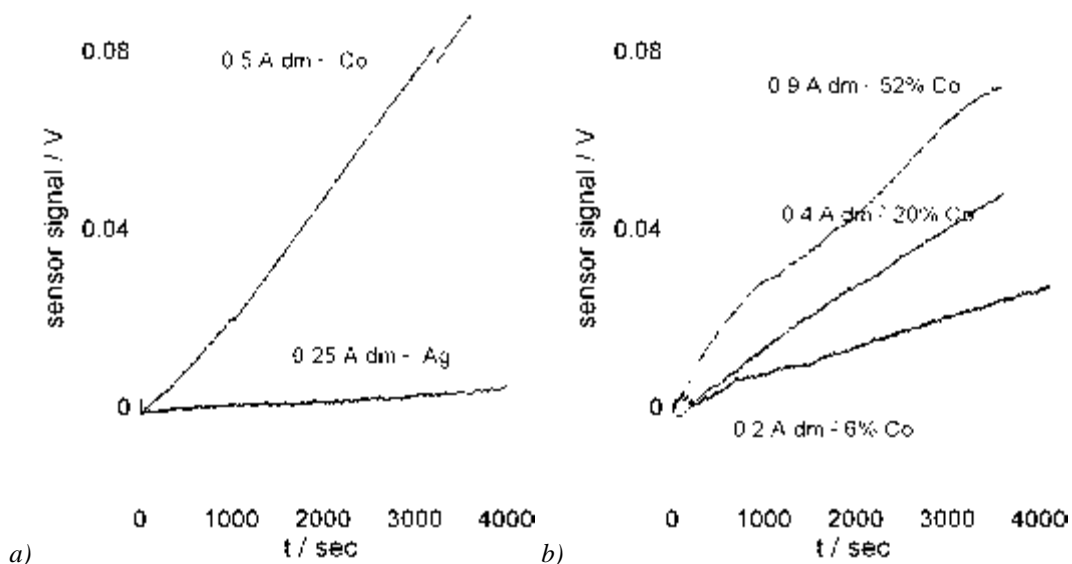 0.08
0 5 A dm - Co
sensor signal / V
0.04
0.25 A dm - Ag
0
0 1000 2000 3000 4000
t / sec
a)
0.08
0 9 A dm - 52% Co
sensor signal / V
0.04
0.4 A dm - 20% Co
0
0 2 A dm - 6% Co
0 1000 2000 3000 4000
t / sec
b)